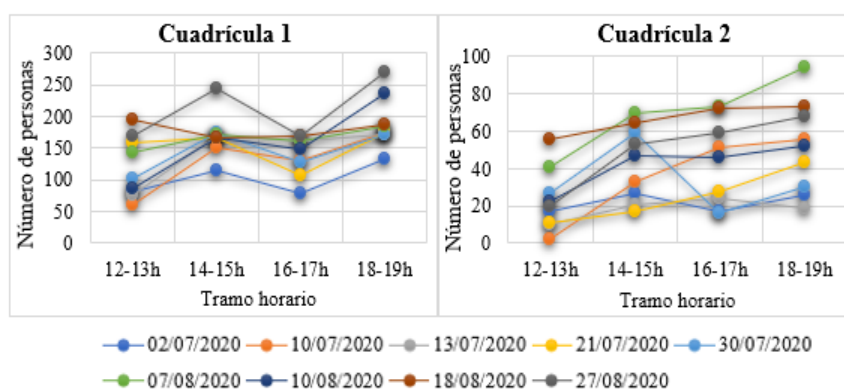 Cuadrícula 1
Número de personas
300
250
200
150
100
50
0
12-13h 14-15h 16-17h 18-19h
Tramo horario
Cuadrícula 2
Número de personas
100
80
60
40
20
0
12-13h 14-15h 16-17h 18-19h
Tramo horario
02/07/2020 10/07/2020 13/07/2020 21/07/2020 30/07/2020
07/08/2020 10/08/2020 18/08/2020 27/08/2020